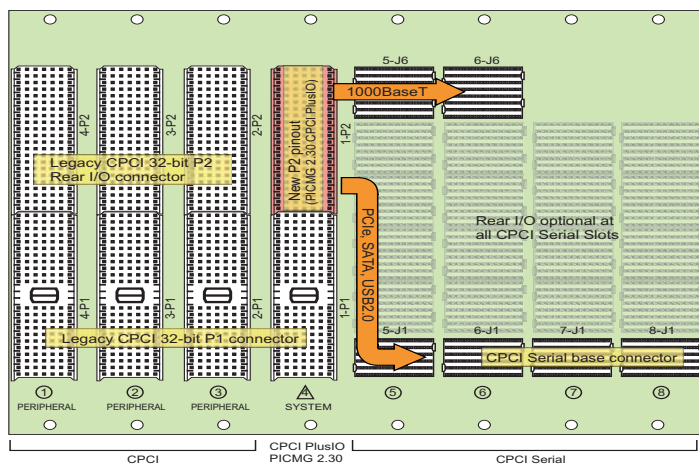 5-J6
6-J6
1000BaseT
4-P2
3-P2
2-P2
1-P2
New P2 pinout
(PICMG 2.30 CPCI PlusIO)
Legacy CPCI 32-bit P2
Rear I/O connector
PCIe, SATA, USB2.0
Rear I/O optional at
all CPCI Serial Slots
4-P1
3-P1
2-P1
1-P1
Legacy CPCI 32-bit P1 connector
5-J1
6-J1
7-J1
8-J1
CPCI Serial base connector
1
2
3
4
5
6
7
8
PERIPHERAL
PERIPHERAL
PERIPHERAL
SYSTEM
CPCI
CPCI PlusIO
PICMG 2.30
CPCI Serial